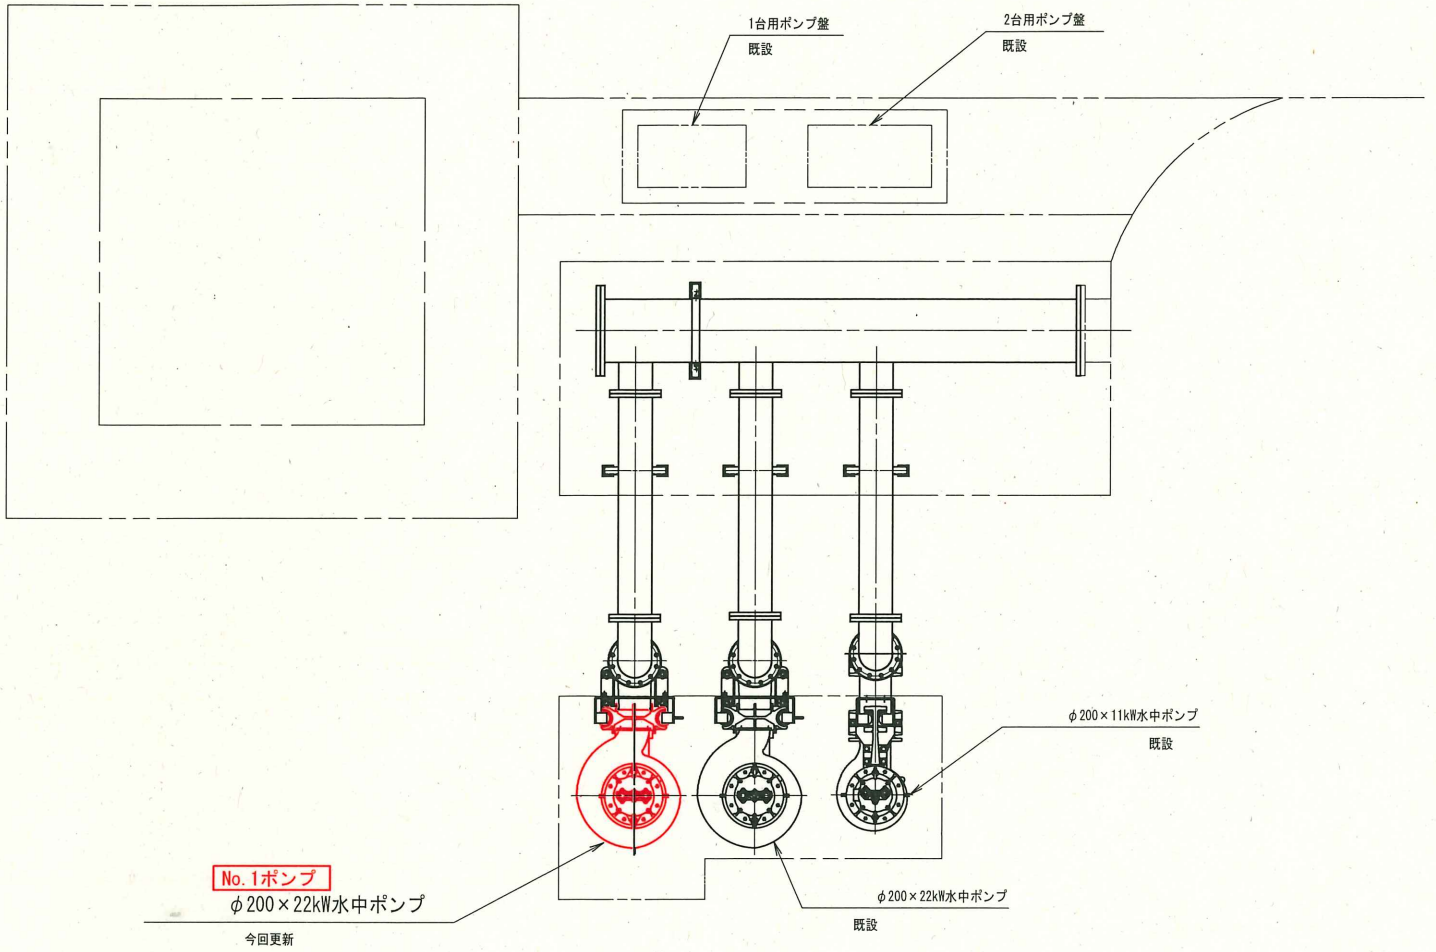 1台用ポンプ盤
既設
2台用ポンプ盤
既設
φ200×11kW水中ポンプ
既設
No.1ポンプ
φ200×22kW水中ポンプ
今回更新
φ200×22kW水中ポンプ
既設